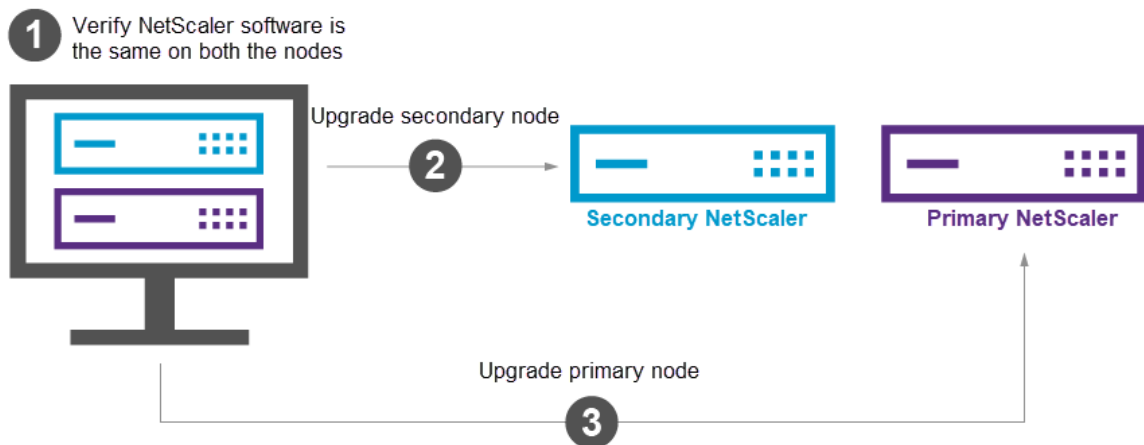 1
Verify NetScaler software is
the same on both the nodes
Upgrade secondary node
2
Secondary NetScaler
Primary NetScaler
Upgrade primary node
3